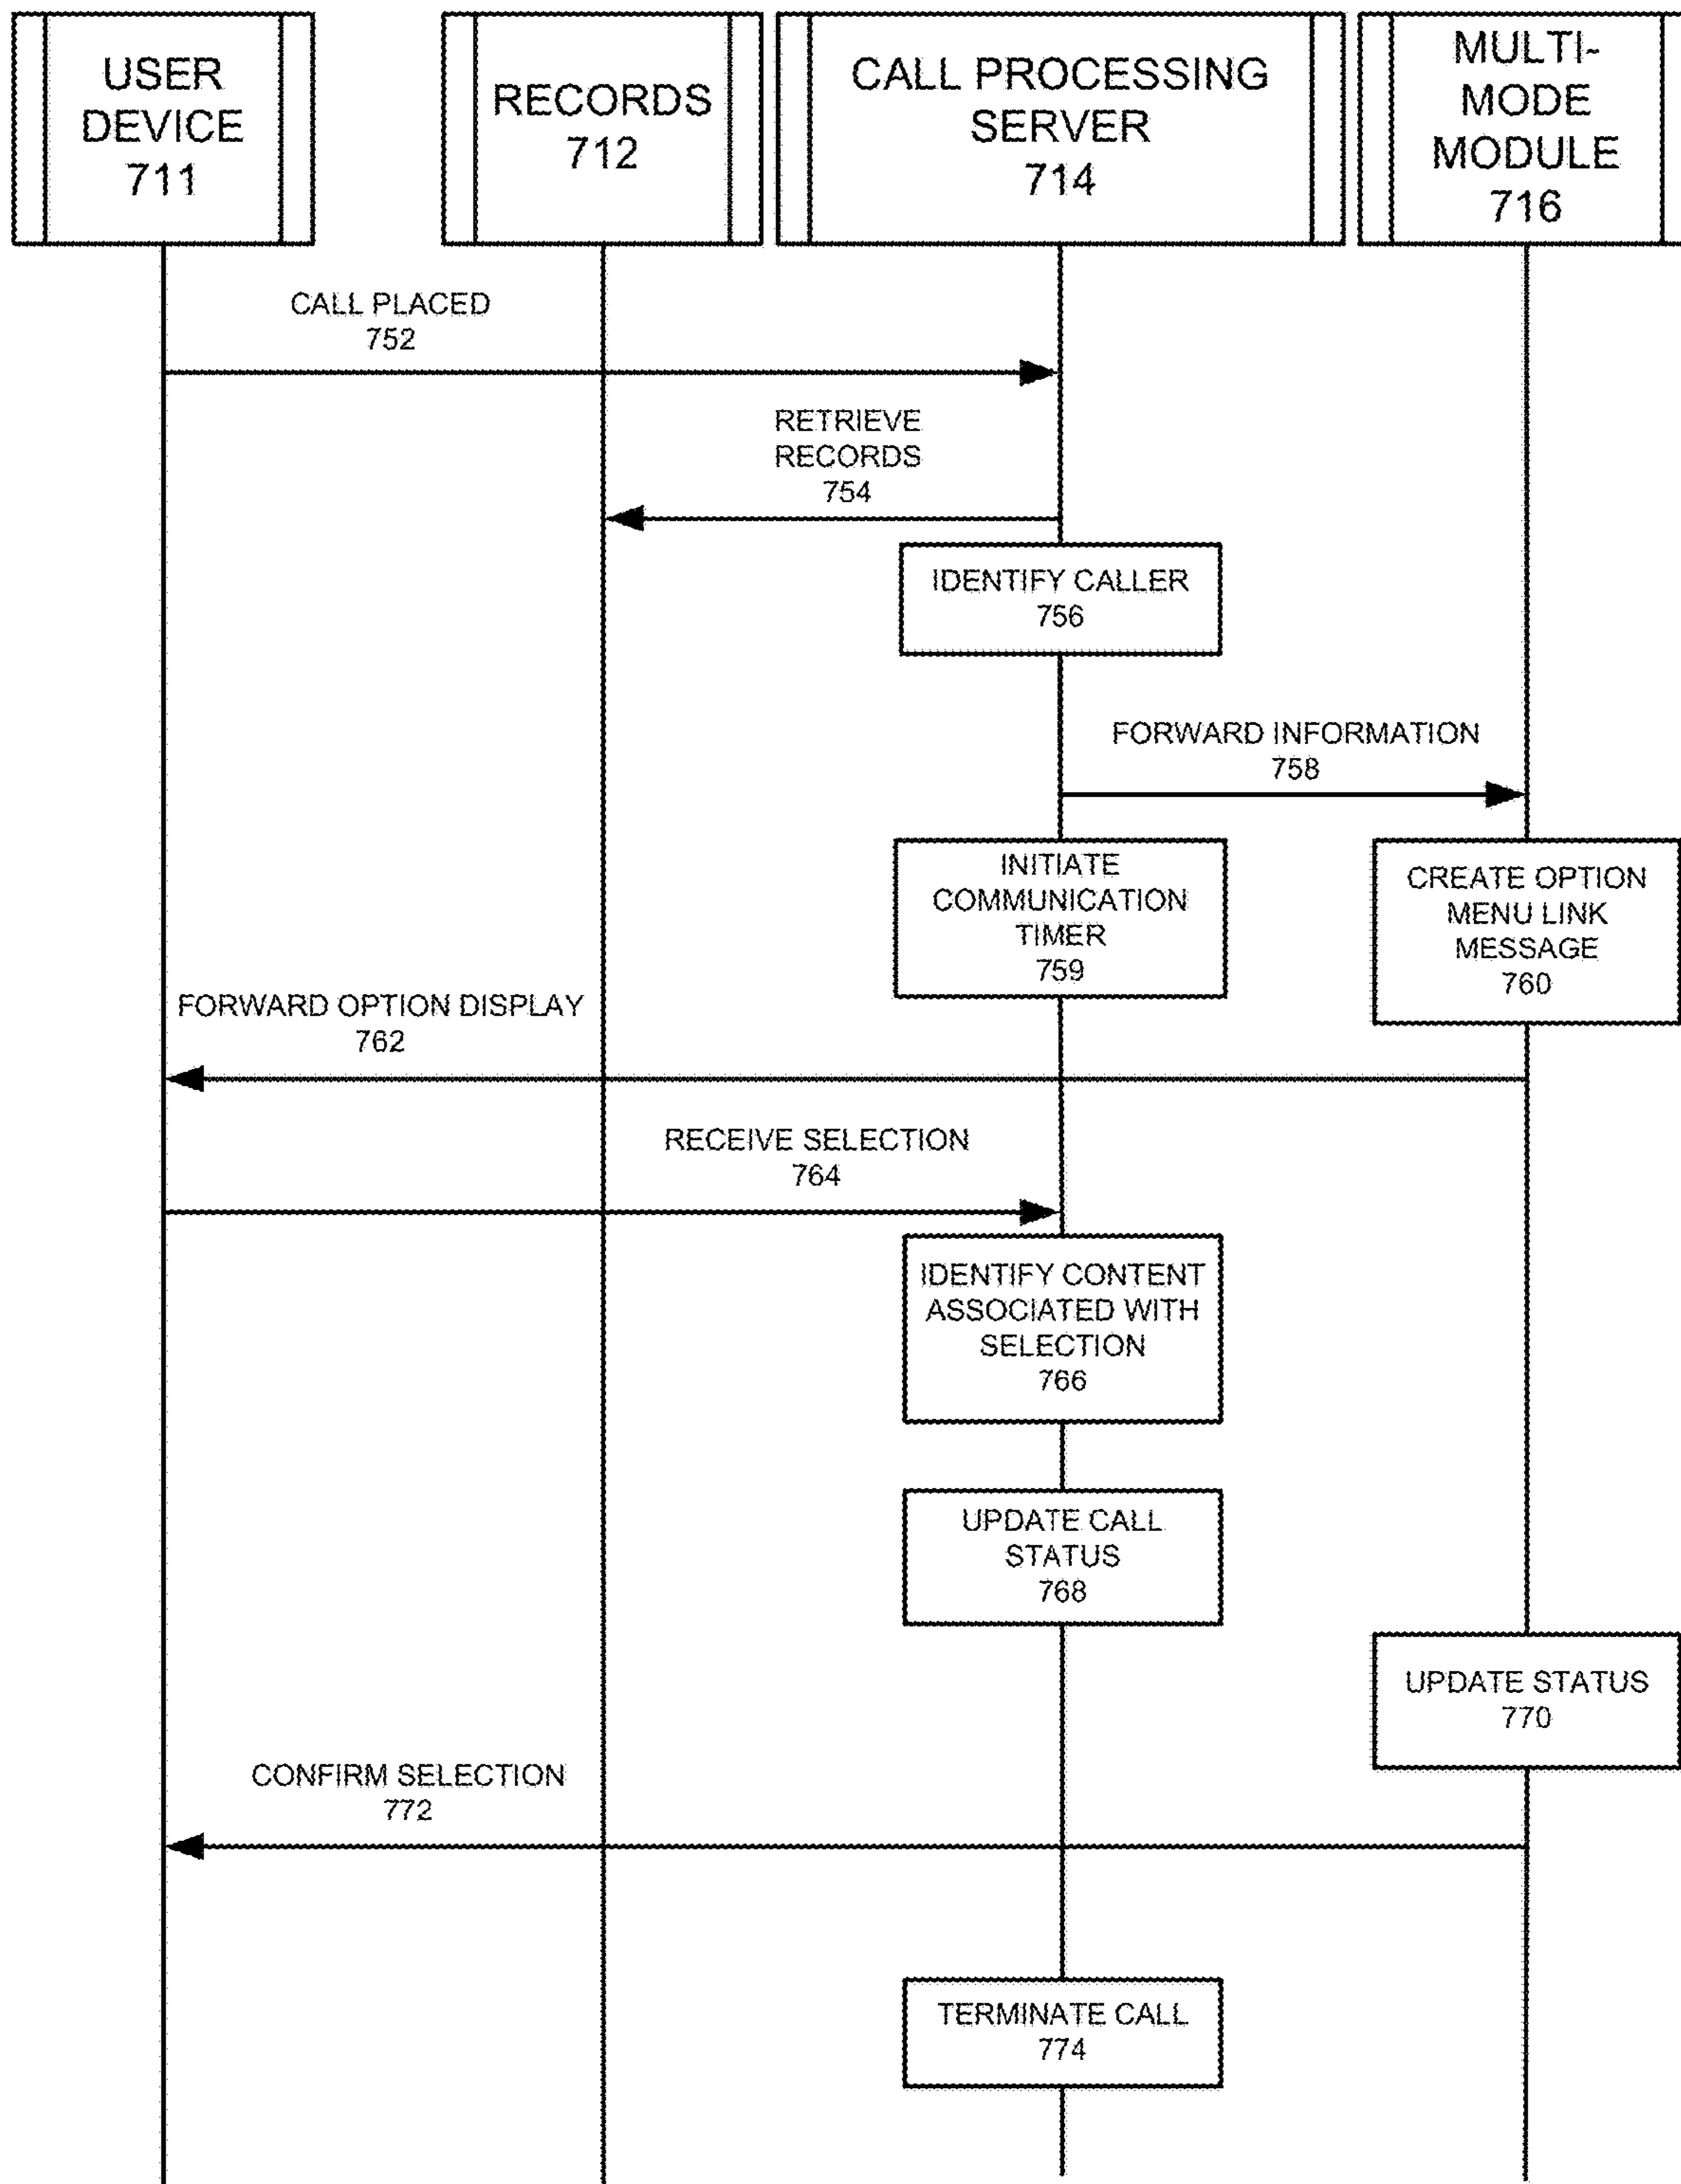 USER
DEVICE
711
RECORDS
712
CALL PROCESSING
SERVER
714
MULTI-
MODE
MODULE
716
CALL PLACED
752
RETRIEVE
RECORDS
754
IDENTIFY CALLER
756
FORWARD INFORMATION
758
INITIATE
COMMUNICATION
TIMER
759
CREATE OPTION
MENU LINK
MESSAGE
760
FORWARD OPTION DISPLAY
762
RECEIVE SELECTION
764
IDENTIFY CONTENT
ASSOCIATED WITH
SELECTION
766
UPDATE CALL
STATUS
768
UPDATE STATUS
770
CONFIRM SELECTION
772
TERMINATE CALL
774